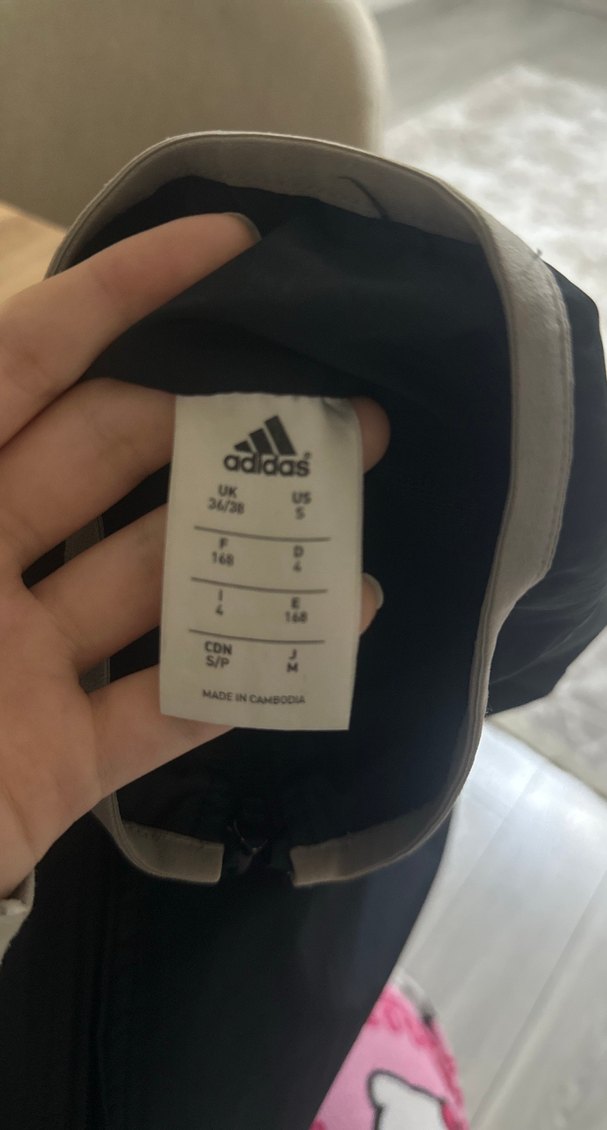 adidas®
UK US
36/38 S
F D
168 4
I E
4 168
CDN J
S/P M
MADE IN CAMBODIA